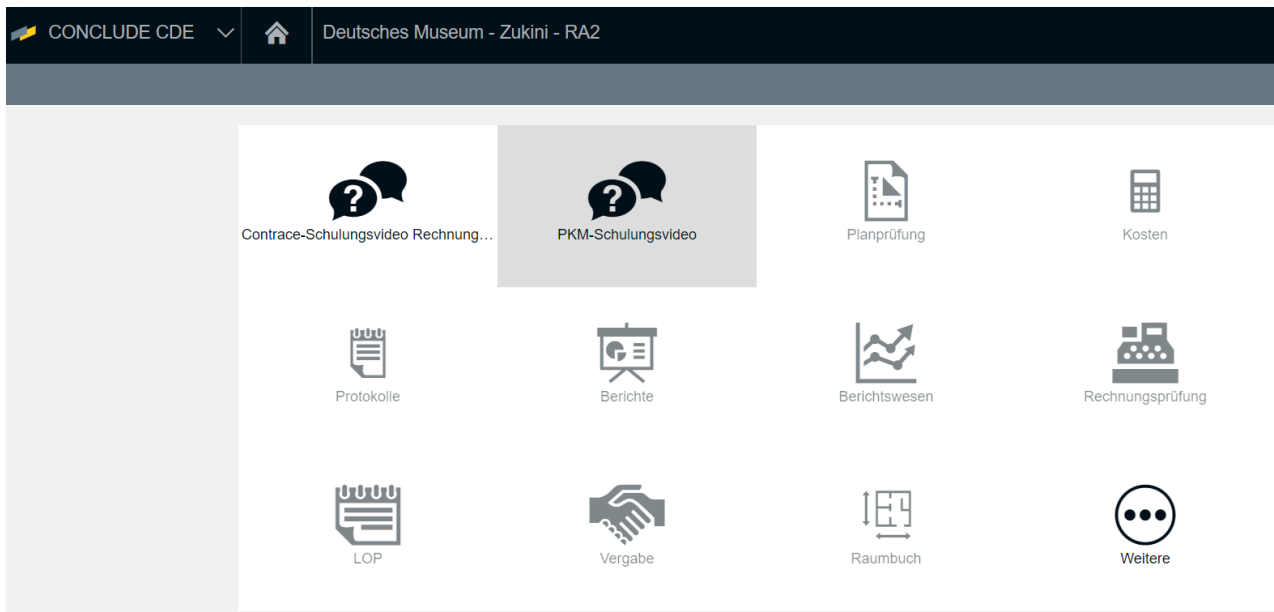 CONCLUDE CDE
Deutsches Museum - Zukini - RA2
Contrace-Schulungsvideo Rechnung...
PKM-Schulungsvideo
Planprüfung
Kosten
Protokolle
Berichte
Berichtswesen
Rechnungsprüfung
LOP
Vergabe
Raumbuch
Weitere